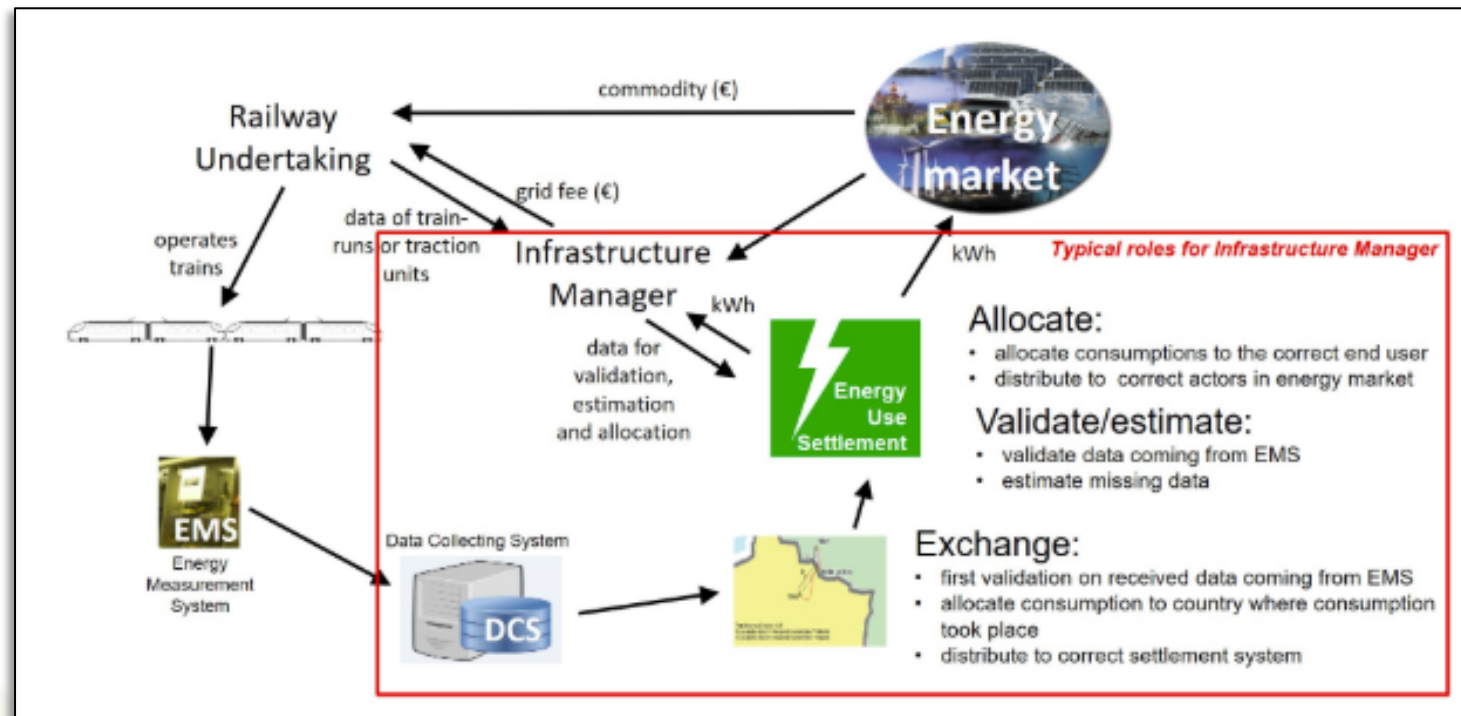 commodity (€)
Railway
Undertaking
Energy
market
grid fee (€)
data of train-
runs or traction
units
operates
trains
Infrastructure
Manager
kWh
Typical roles for Infrastructure Manager
kWh
data for
validation,
estimation
and allocation
Energy
Use
Settlement
Allocate:
• allocate consumptions to the correct end user
• distribute to correct actors in energy market
Validate/estimate:
• validate data coming from EMS
• estimate missing data
EMS
Energy
Measurement
System
Data Collecting System
DCS
Exchange:
• first validation on received data coming from EMS
• allocate consumption to country where consumption
took place
• distribute to correct settlement system